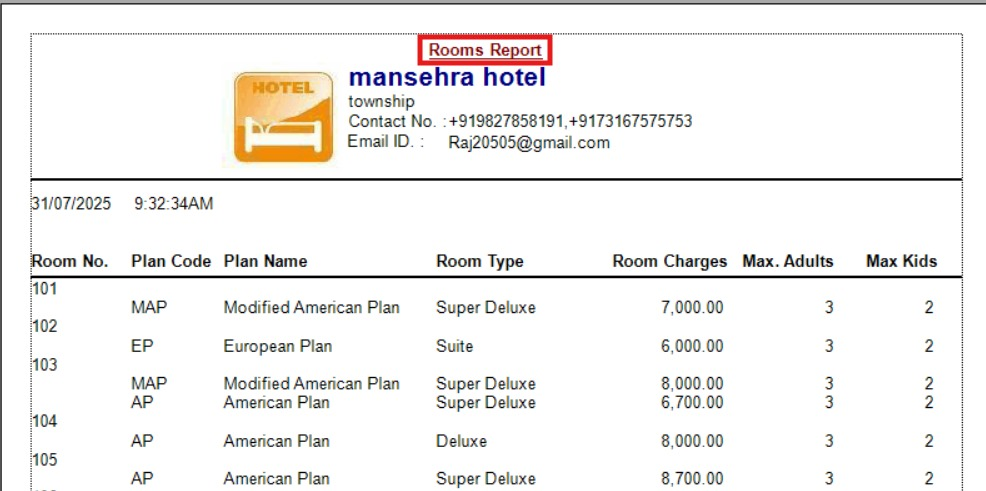 Rooms Report
HOTEL
mansehra hotel
township
Contact No. : +919827858191,+9173167575753
Email ID. : Raj20505@gmail.com
31/07/2025 9:32:34AM
Room No. Plan Code Plan Name Room Type Room Charges Max. Adults Max Kids
101
MAP Modified American Plan Super Deluxe 7,000.00 3 2
102
EP European Plan Suite 6,000.00 3 2
103
MAP Modified American Plan Super Deluxe 8,000.00 3 2
AP American Plan Super Deluxe 6,700.00 3 2
104
AP American Plan Deluxe 8,000.00 3 2
105
AP American Plan Super Deluxe 8,700.00 3 2